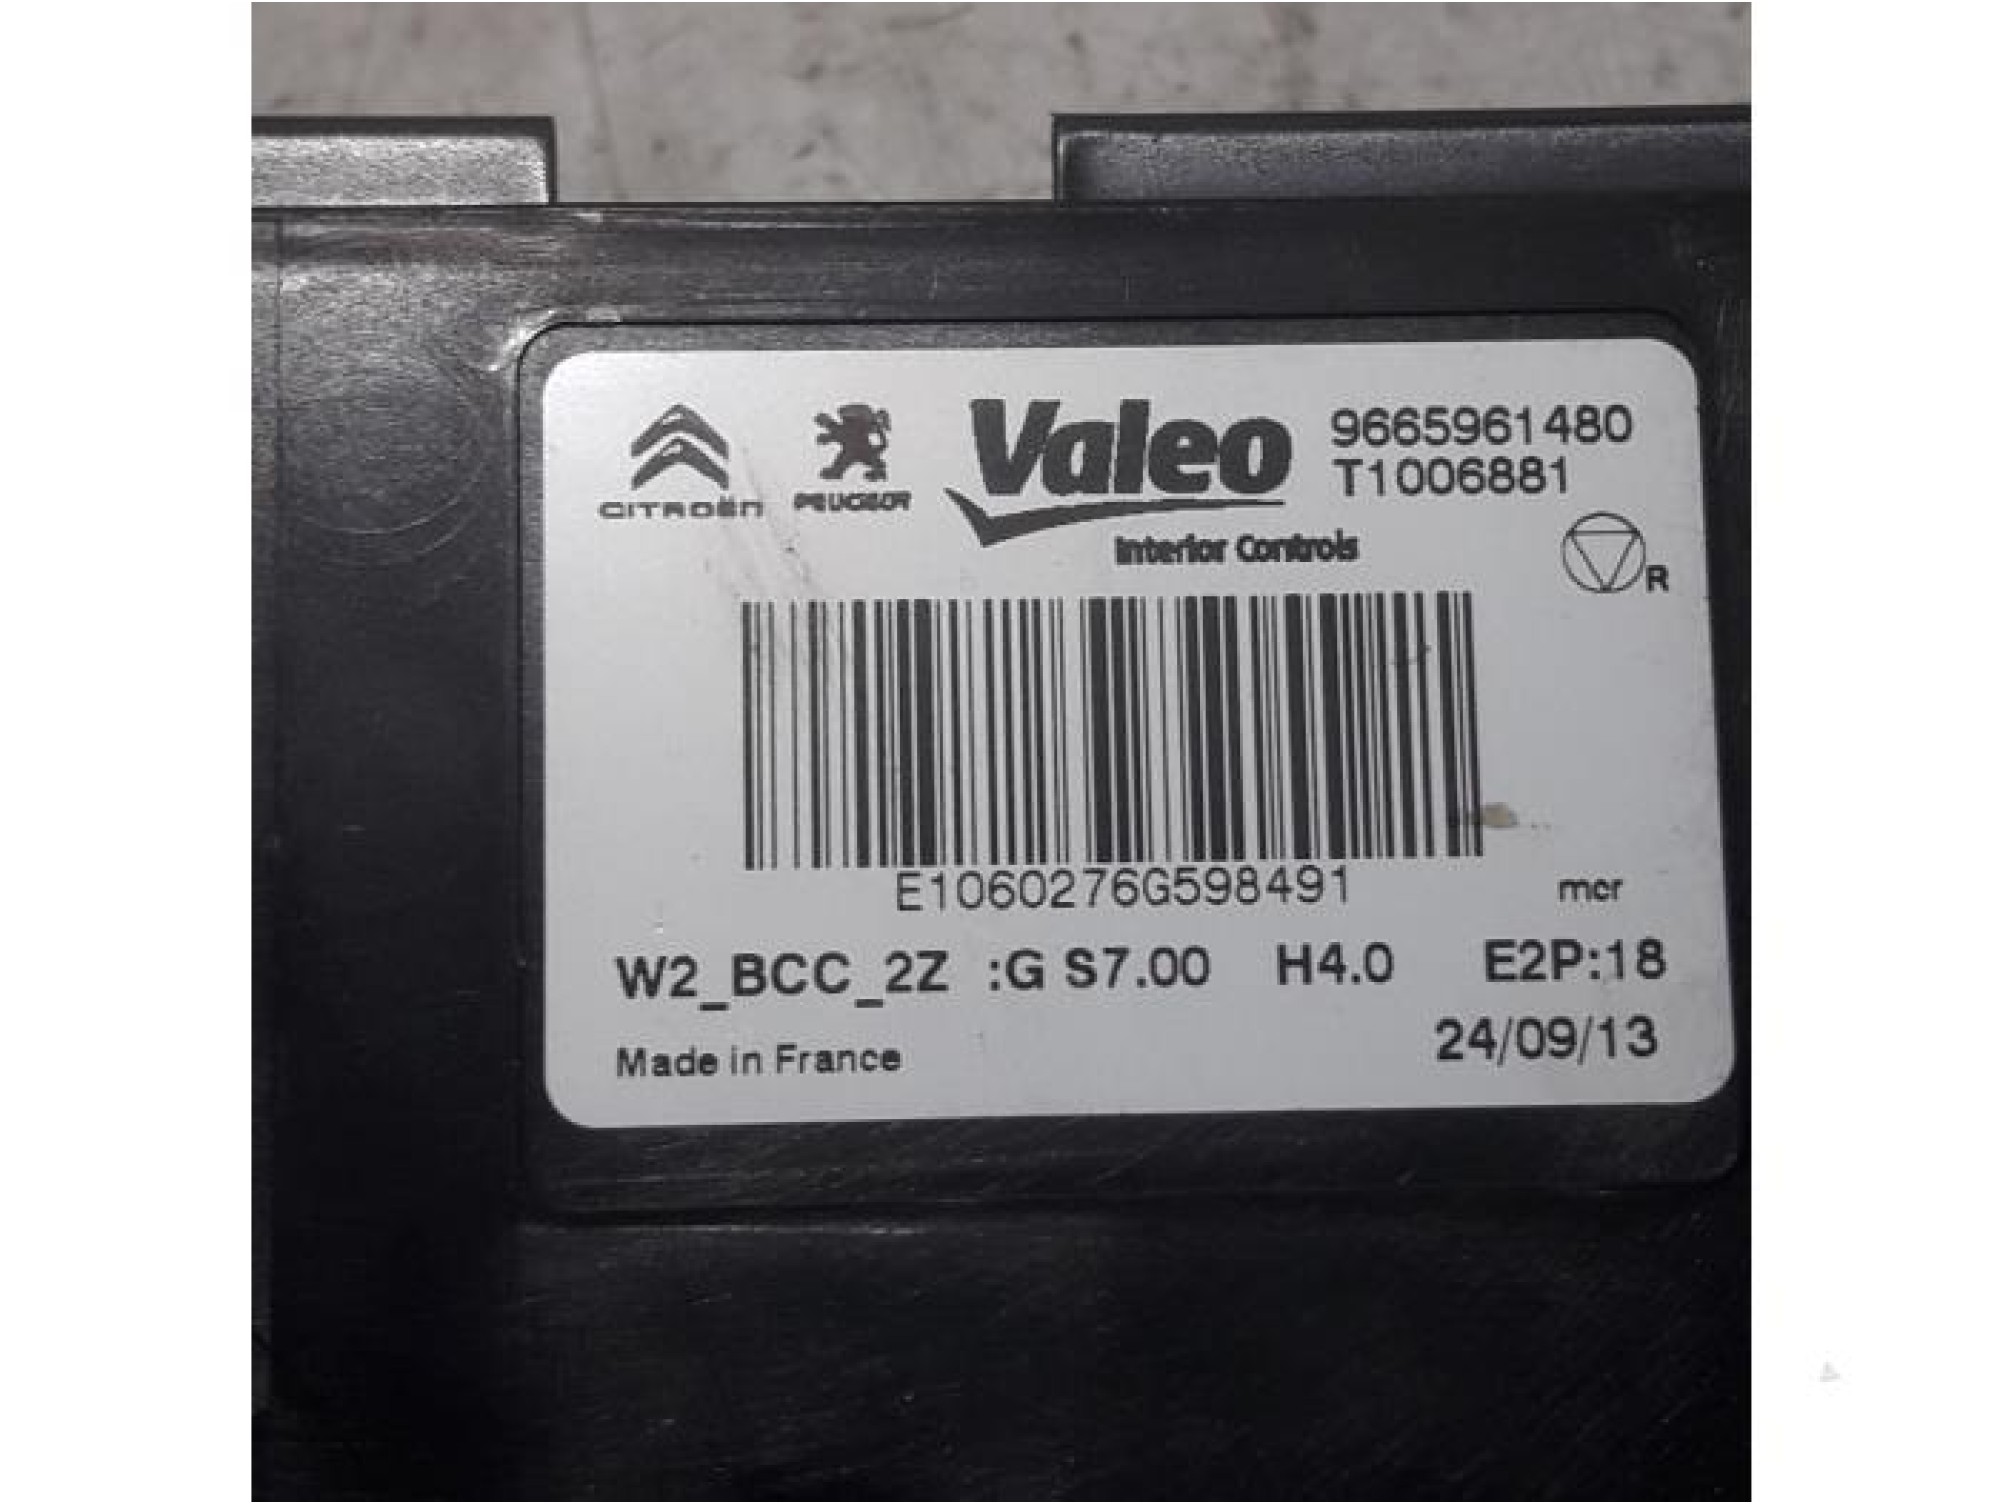 CITROËN PEUGEOT Valeo 9665961480
T1006881
Interior Controls
R
E1060276G598491 mcr
W2_BCC_2Z :G S7.00 H4.0 E2P:18
24/09/13
Made in France